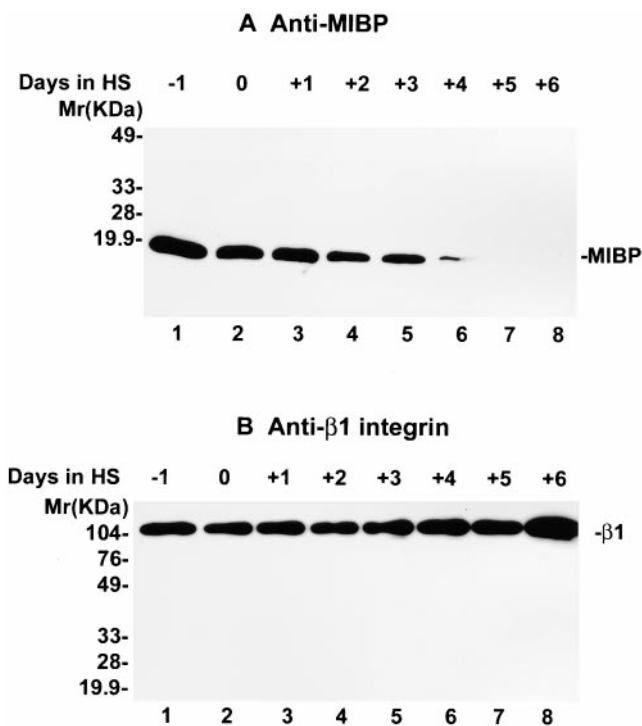 A Anti-MIBP
Days in HS -1 0 +1 +2 +3 +4 +5 +6
Mr(KDa)
49-
33-
28-
19.9-
-MIBP
1 2 3 4 5 6 7 8
B Anti-β1 integrin
Days in HS -1 0 +1 +2 +3 +4 +5 +6
Mr(KDa)
104- -β1
76-
49-
33-
28-
19.9-
1 2 3 4 5 6 7 8